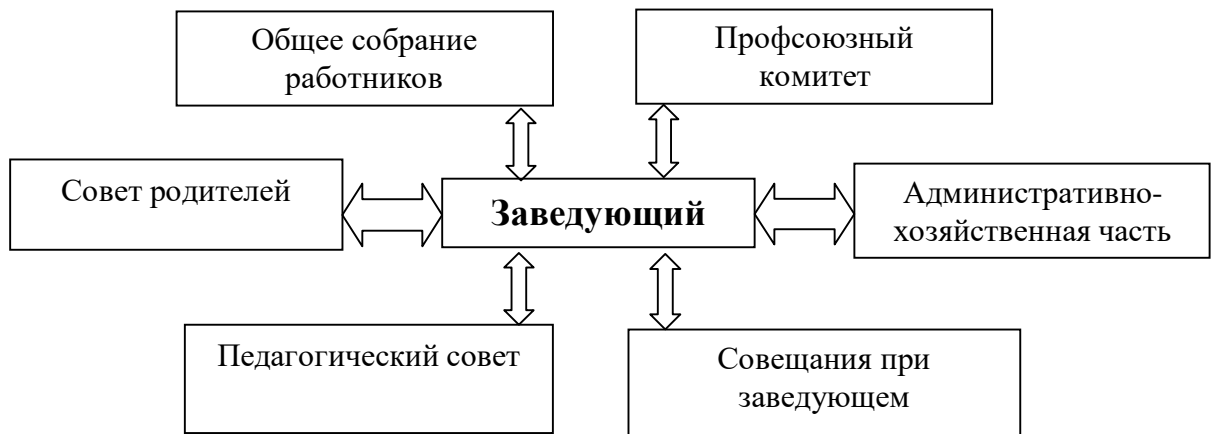 Общее собрание
работников
Профсоюзный
комитет
Совет родителей
Заведующий
Административно-
хозяйственная часть
Педагогический совет
Совещания при
заведующем